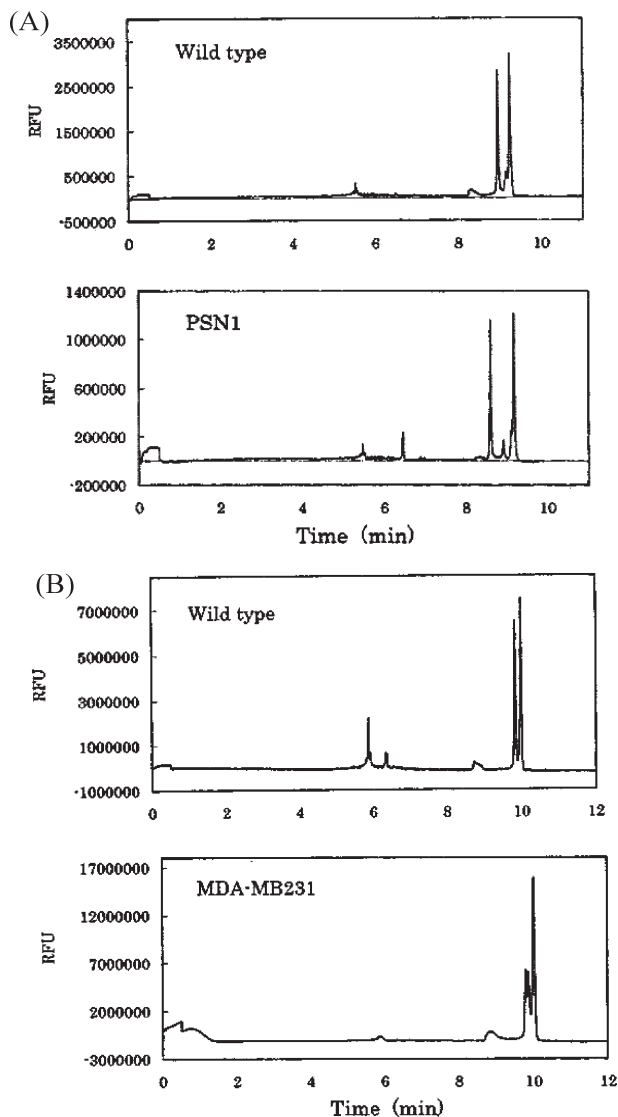 (A)
Wild type
RFU
3500000
2500000
1500000
500000
-500000
0 2 4 6 8 10
PSN1
RFU
1400000
1000000
600000
200000
-200000
0 2 4 6 8 10
Time (min)
(B)
Wild type
RFU
7000000
5000000
3000000
1000000
-1000000
0 2 4 6 8 10 12
MDA-MB231
RFU
17000000
12000000
7000000
2000000
-3000000
0 2 4 6 8 10 12
Time (min)